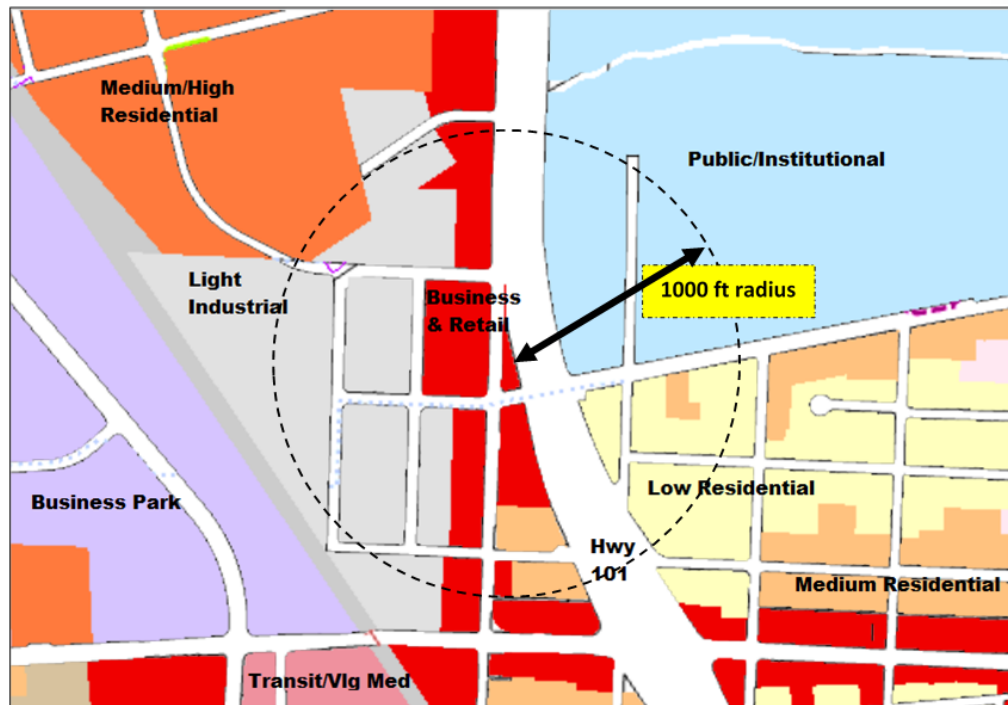 Medium/High
Residential
Public/Institutional
Light
Industrial
Business
& Retail
1000 ft radius
Business Park
Low Residential
Hwy
101
Medium Residential
Transit/Vlg Med